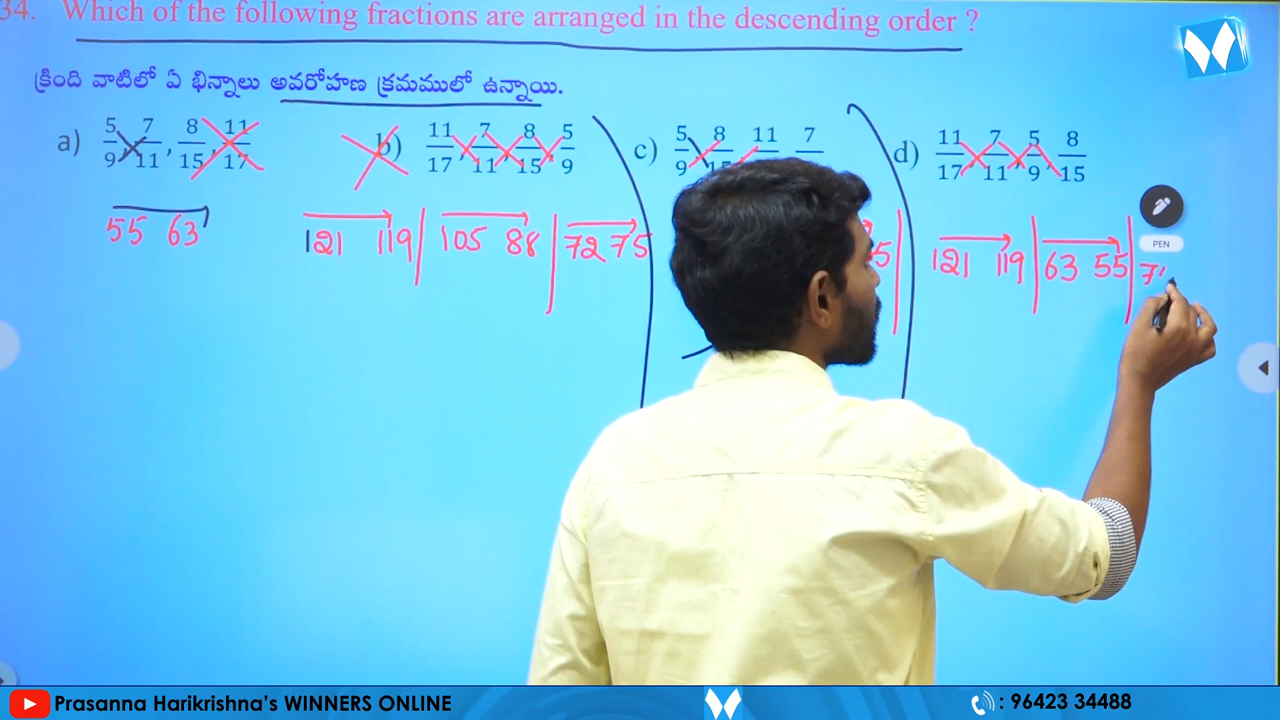 34. Which of the following fractions are arranged in the descending order ?
క్రింది వాటిలో ఏ భిన్నాలు అవరోహణ క్రమములో ఉన్నాయి.
a) 5/9, 7/11, 8/15, 11/17 b) 11/17, 7/11, 8/15, 5/9 c) 5/9, 8/15, 11 7 d) 11/17, 7/11, 5/9, 8/15
55 63 121 119 105 88 72 75 121 119 63 55
PEN
Prasanna Harikrishna's WINNERS ONLINE : 96423 34488